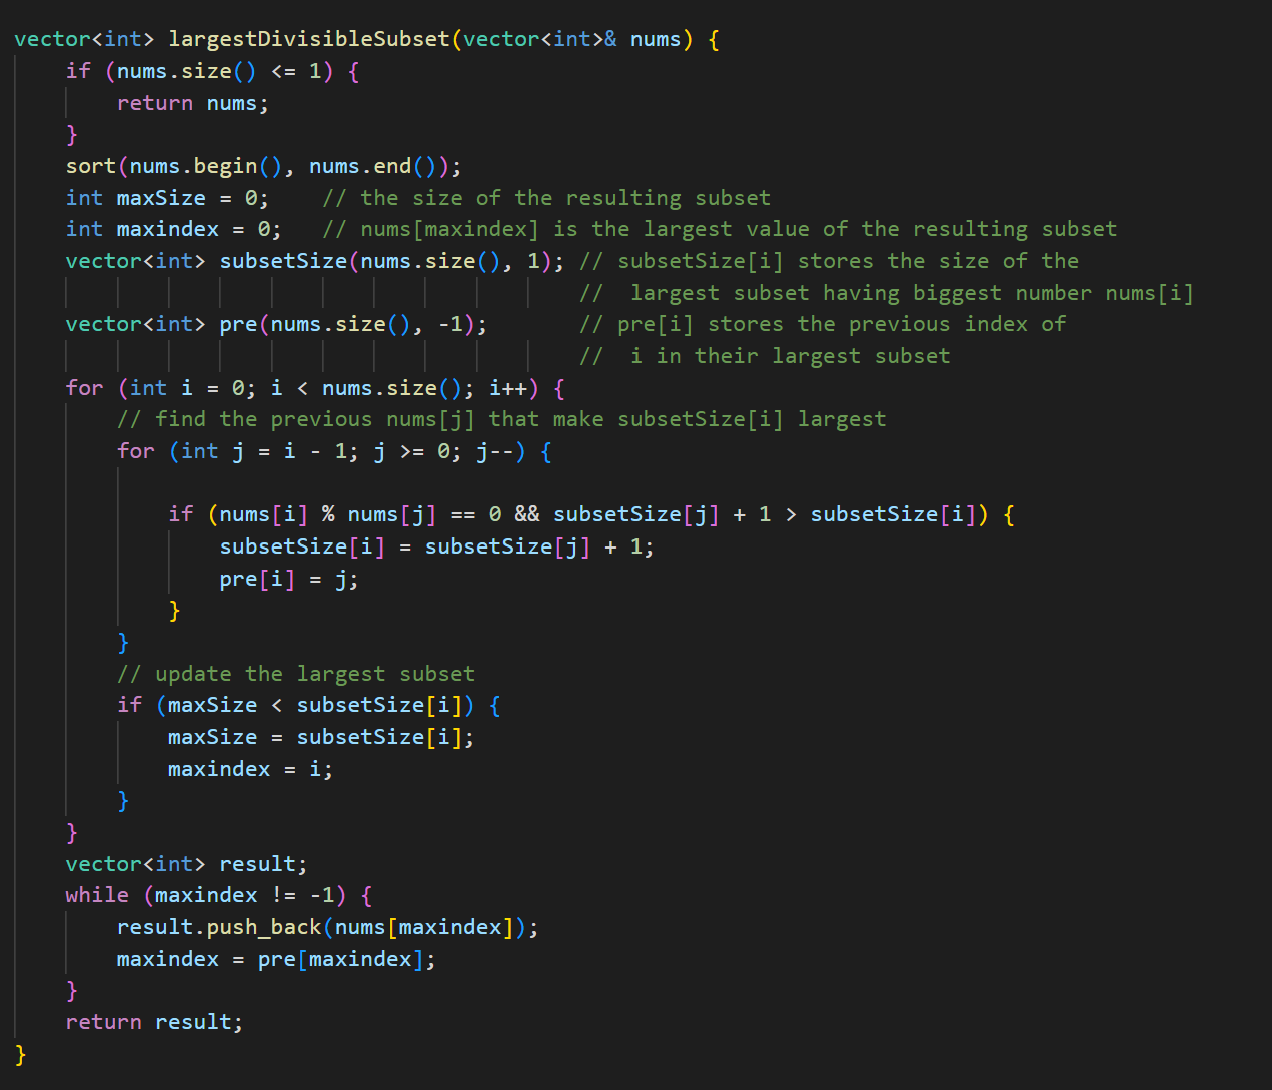 vector<int> largestDivisibleSubset(vector<int>& nums) {
    if (nums.size() <= 1) {
        return nums;
    }
    sort(nums.begin(), nums.end());
    int maxSize = 0;    // the size of the resulting subset
    int maxindex = 0;   // nums[maxindex] is the largest value of the resulting subset
    vector<int> subsetSize(nums.size(), 1); // subsetSize[i] stores the size of the
                                            //  largest subset having biggest number nums[i]
    vector<int> pre(nums.size(), -1);       // pre[i] stores the previous index of
                                            //  i in their largest subset
    for (int i = 0; i < nums.size(); i++) {
        // find the previous nums[j] that make subsetSize[i] largest
        for (int j = i - 1; j >= 0; j--) {

            if (nums[i] % nums[j] == 0 && subsetSize[j] + 1 > subsetSize[i]) {
                subsetSize[i] = subsetSize[j] + 1;
                pre[i] = j;
            }
        }
        // update the largest subset
        if (maxSize < subsetSize[i]) {
            maxSize = subsetSize[i];
            maxindex = i;
        }
    }
    vector<int> result;
    while (maxindex != -1) {
        result.push_back(nums[maxindex]);
        maxindex = pre[maxindex];
    }
    return result;
}